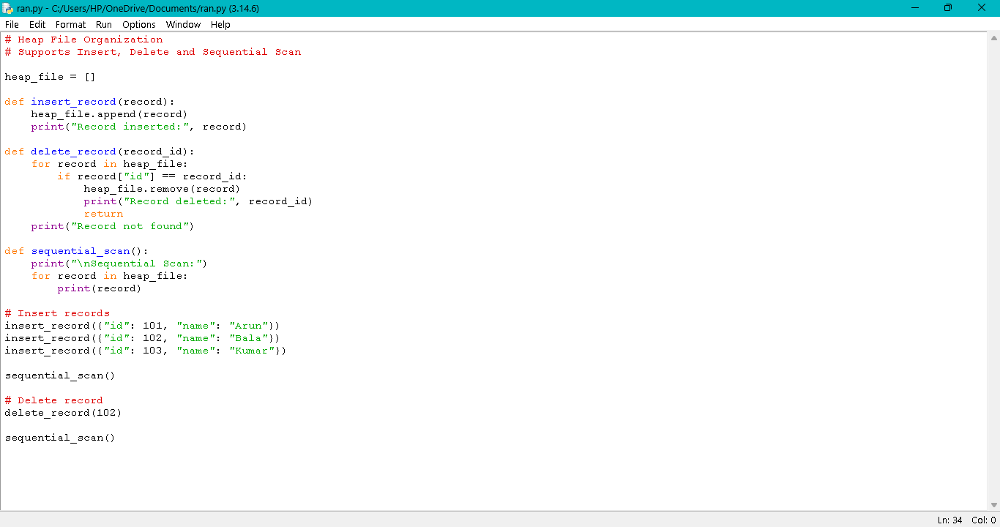 ran.py - C:/Users/HP/OneDrive/Documents/ran.py (3.14.6)
File Edit Format Run Options Window Help
# Heap File Organization
# Supports Insert, Delete and Sequential Scan

heap_file = []

def insert_record(record):
    heap_file.append(record)
    print("Record inserted:", record)

def delete_record(record_id):
    for record in heap_file:
        if record["id"] == record_id:
            heap_file.remove(record)
            print("Record deleted:", record_id)
            return
    print("Record not found")

def sequential_scan():
    print("\nSequential Scan:")
    for record in heap_file:
        print(record)

# Insert records
insert_record({"id": 101, "name": "Arun"})
insert_record({"id": 102, "name": "Bala"})
insert_record({"id": 103, "name": "Kumar"})

sequential_scan()

# Delete record
delete_record(102)

sequential_scan()
Ln: 34 Col: 0